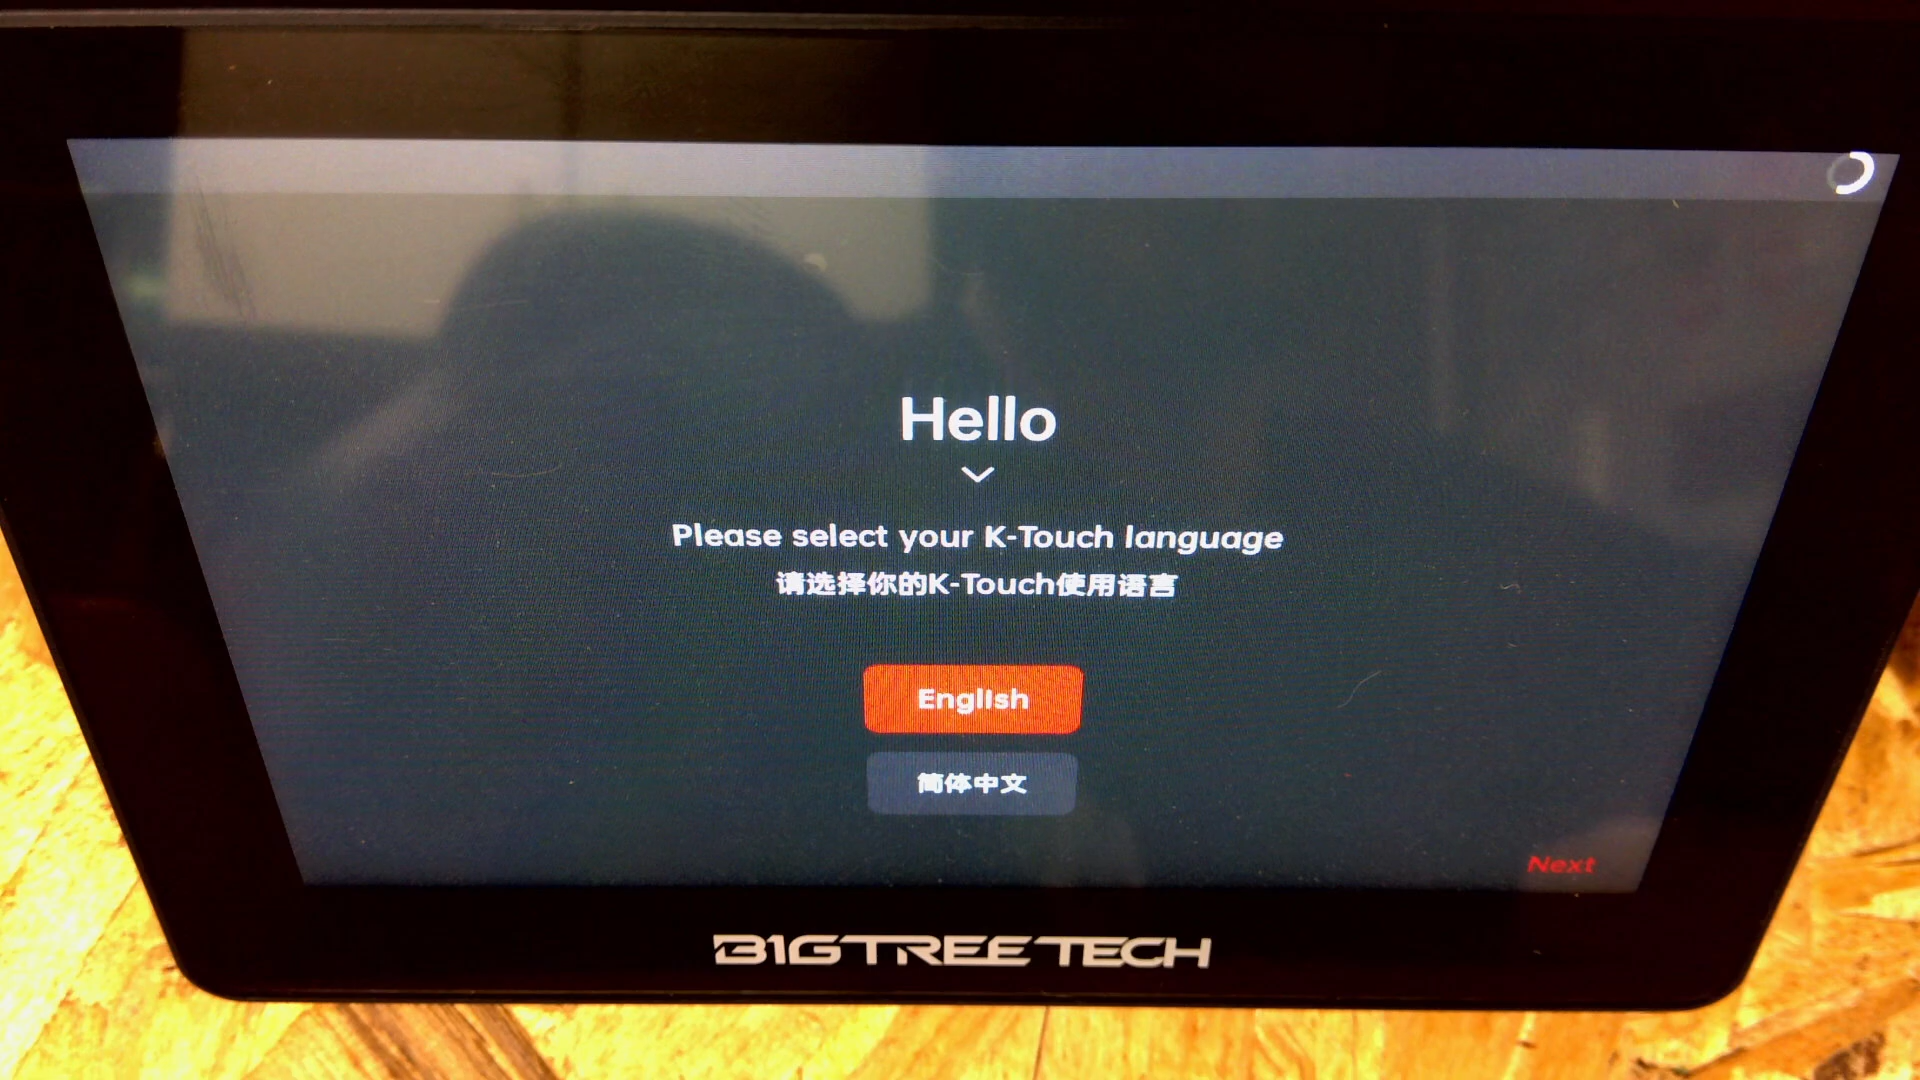 Hello
Please select your K-Touch language
请选择你的K-Touch使用语言
English
简体中文
Next
BIGTREETECH